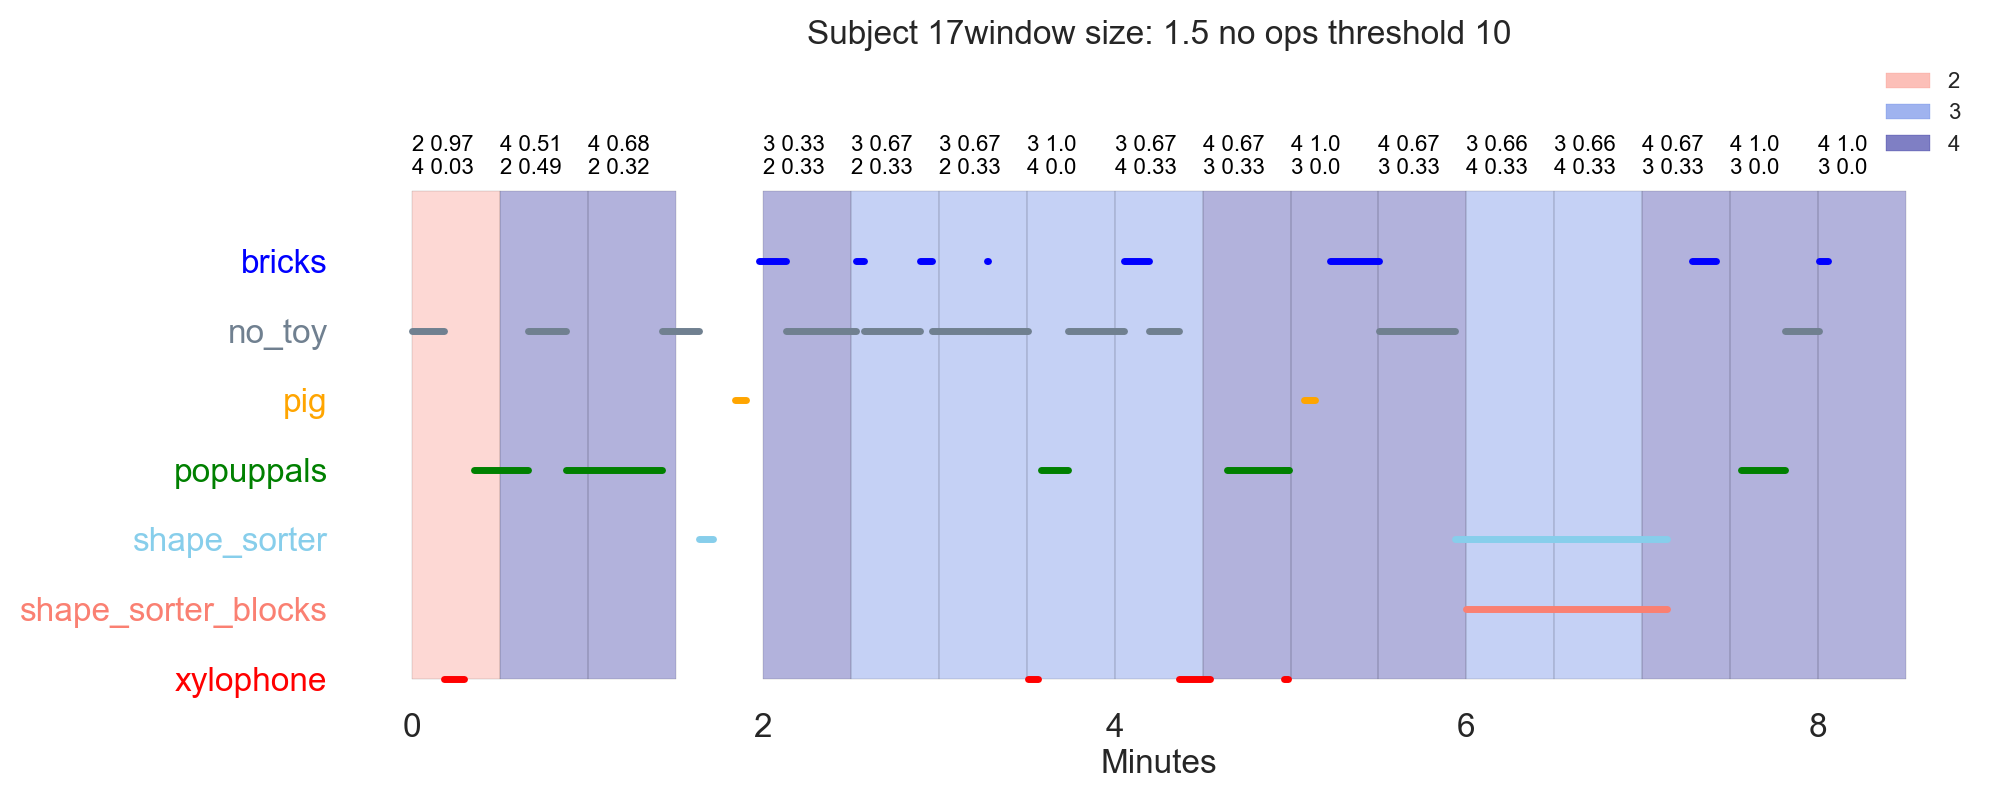 Subject 17window size: 1.5 no ops threshold 10
2
3
4
2 0.97 4 0.51 4 0.68 3 0.33 3 0.67 3 0.67 3 1.0 3 0.67 4 0.67 4 1.0 4 0.67 3 0.66 3 0.66 4 0.67 4 1.0 4 1.0
4 0.03 2 0.49 2 0.32 2 0.33 2 0.33 2 0.33 4 0.0 4 0.33 3 0.33 3 0.0 3 0.33 4 0.33 4 0.33 3 0.33 3 0.0 3 0.0
bricks
no_toy
pig
popuppals
shape_sorter
shape_sorter_blocks
xylophone
0 2 4 6 8
Minutes